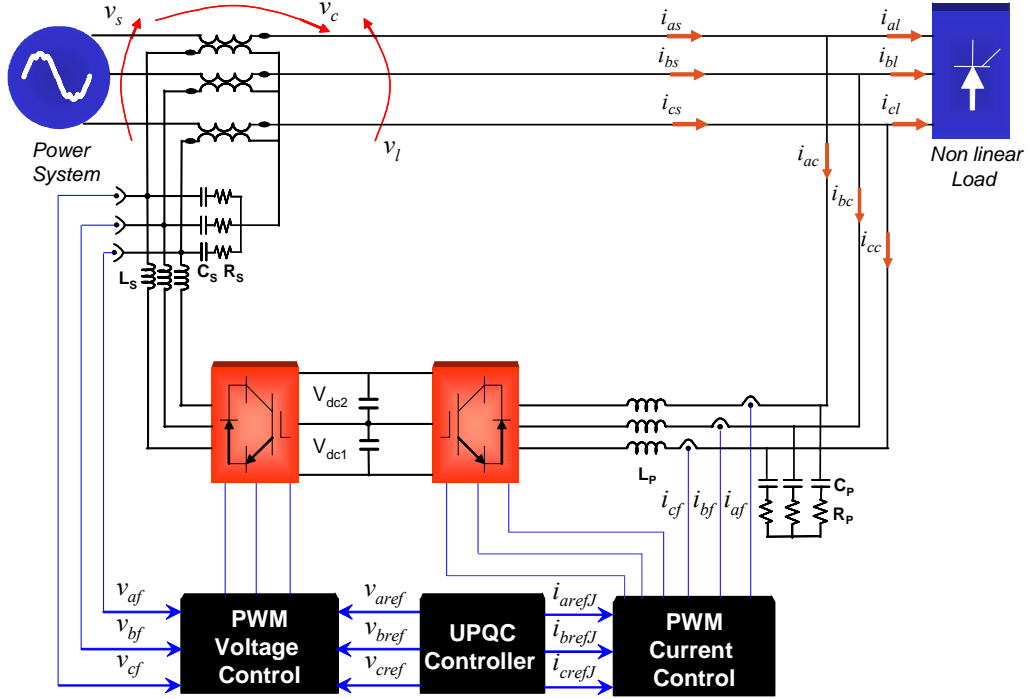 v_s
v_c
i_as
i_al
i_bs
i_bl
i_cs
i_cl
v_l
Power
System
Non linear
Load
i_ac
i_bc
i_cc
L_S
C_S
R_S
V_dc2
V_dc1
L_P
C_P
R_P
i_cf
i_bf
i_af
v_af
v_bf
v_cf
PWM
Voltage
Control
v_aref
v_bref
v_cref
UPQC
Controller
i_arefJ
i_brefJ
i_crefJ
PWM
Current
Control